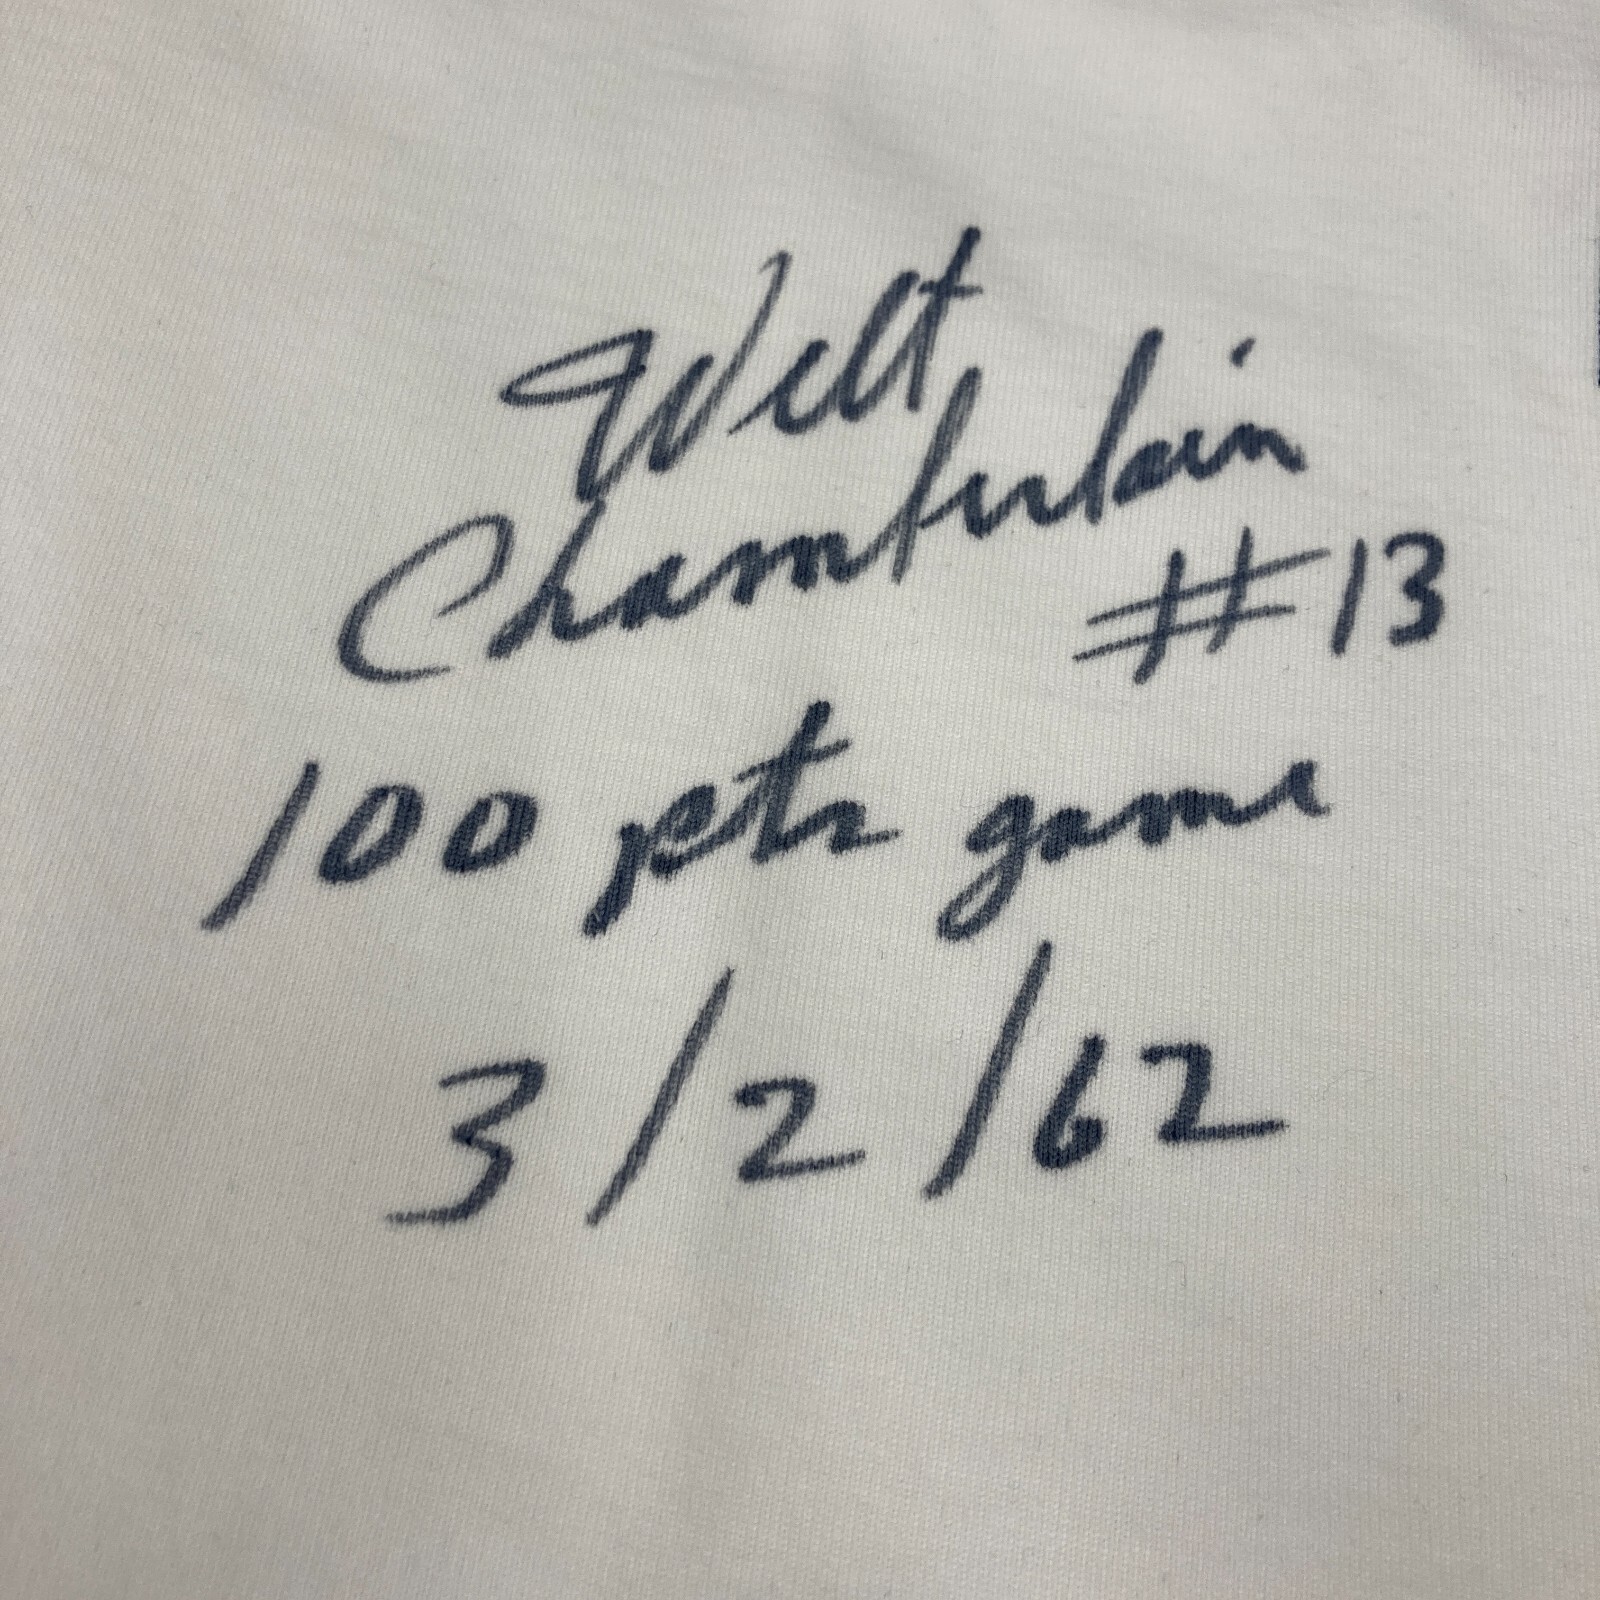 Wilt
Chamberlain
#13
100 pts game
3/2/62